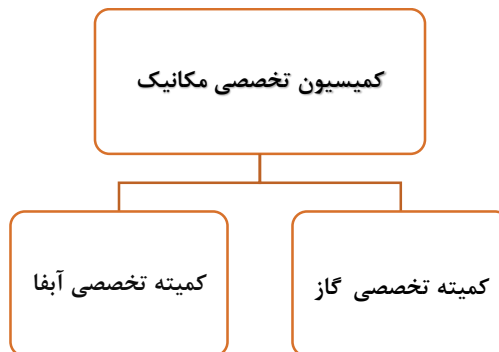 کمیسیون تخصصی مکانیک
کمیته تخصصی گاز
کمیته تخصصی آبفا